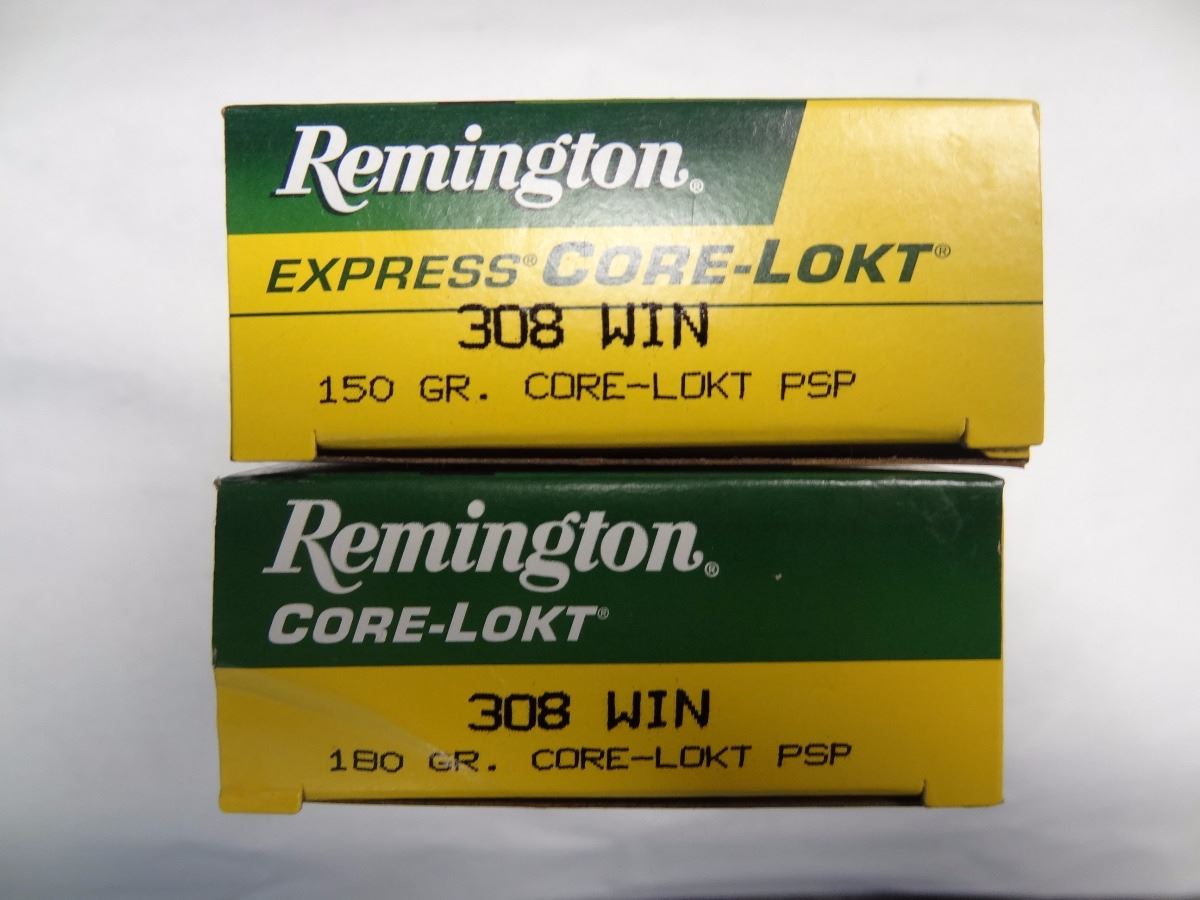 Remington®
EXPRESS® CORE-LOKT®
308 WIN
150 GR. CORE-LOKT PSP
Remington®
CORE-LOKT®
308 WIN
180 GR. CORE-LOKT PSP